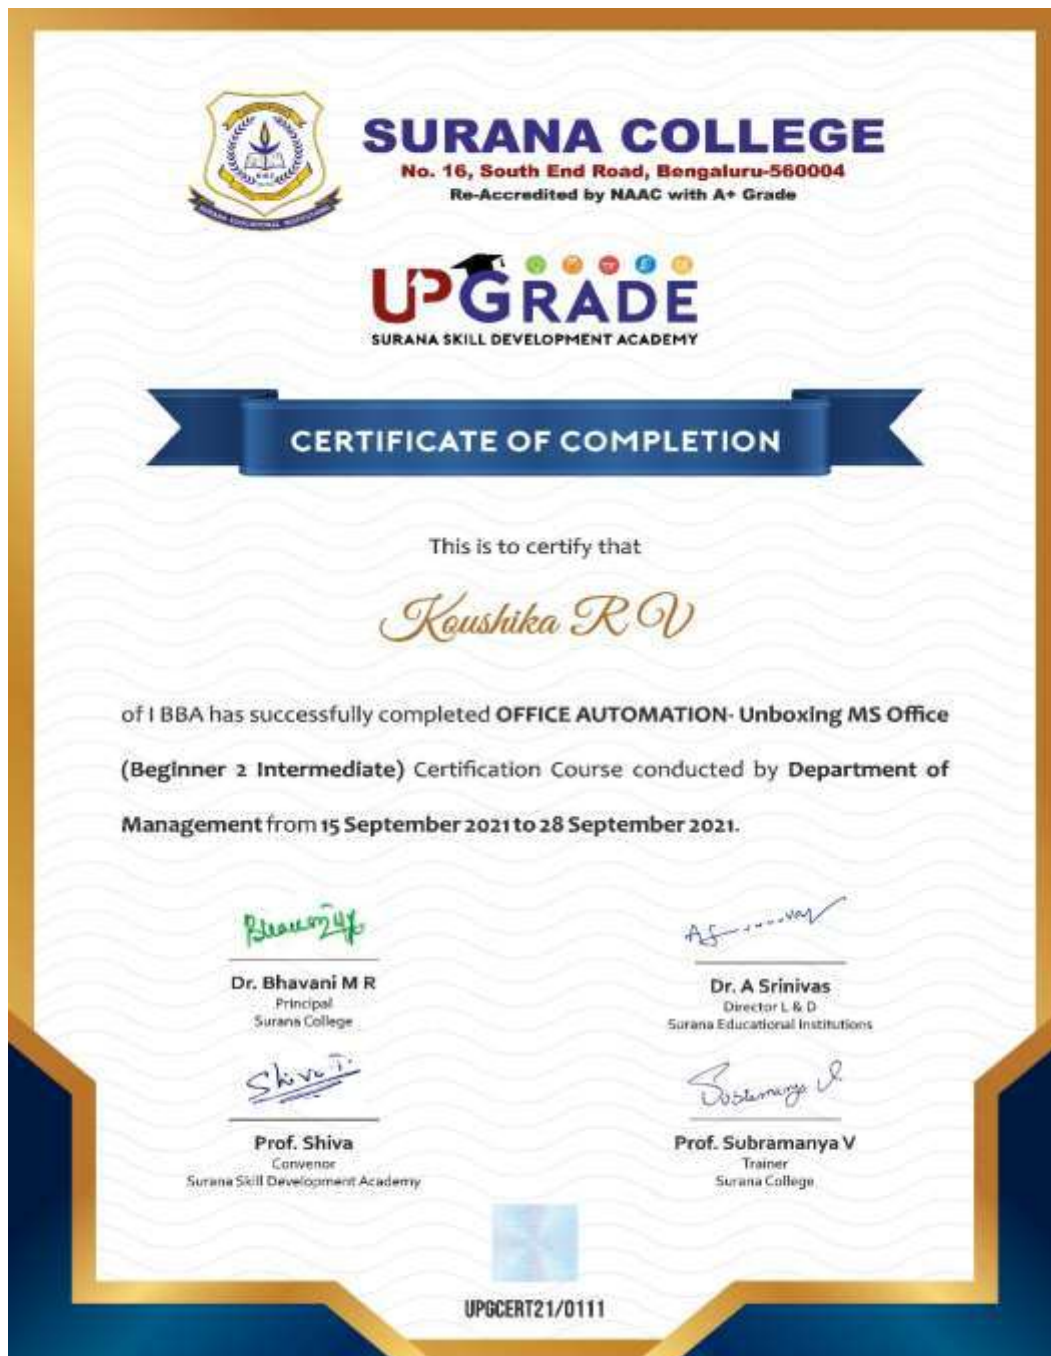 SURANA COLLEGE
No. 16, South End Road, Bengaluru-560004
Re-Accredited by NAAC with A+ Grade
SURANA EDUCATIONAL INSTITUTIONS
UPGRADE
SURANA SKILL DEVELOPMENT ACADEMY
CERTIFICATE OF COMPLETION
This is to certify that
Koushika R V
of I BBA has successfully completed OFFICE AUTOMATION- Unboxing MS Office
(Beginner 2 Intermediate) Certification Course conducted by Department of
Management from 15 September 2021 to 28 September 2021.
Dr. Bhavani M R
Principal
Surana College
Dr. A Srinivas
Director L & D
Surana Educational Institutions
Shiva T.
Prof. Shiva
Convenor
Surana Skill Development Academy
Prof. Subramanya V
Trainer
Surana College
UPGCERT21/0111